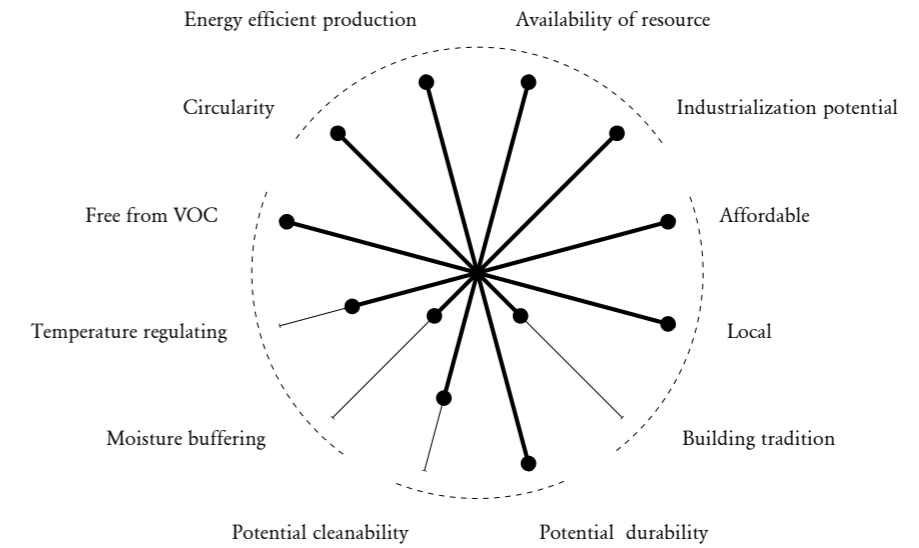 Energy efficient production
Availability of resource
Circularity
Industrialization potential
Free from VOC
Affordable
Temperature regulating
Local
Moisture buffering
Building tradition
Potential cleanability
Potential  durability